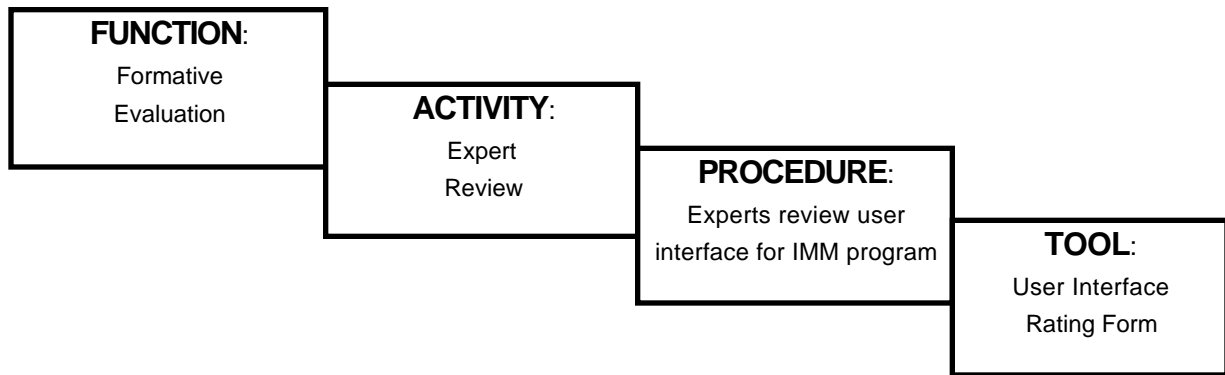 FUNCTION:
Formative
Evaluation
ACTIVITY:
Expert
Review
PROCEDURE:
Experts review user
interface for IMM program
TOOL:
User Interface
Rating Form